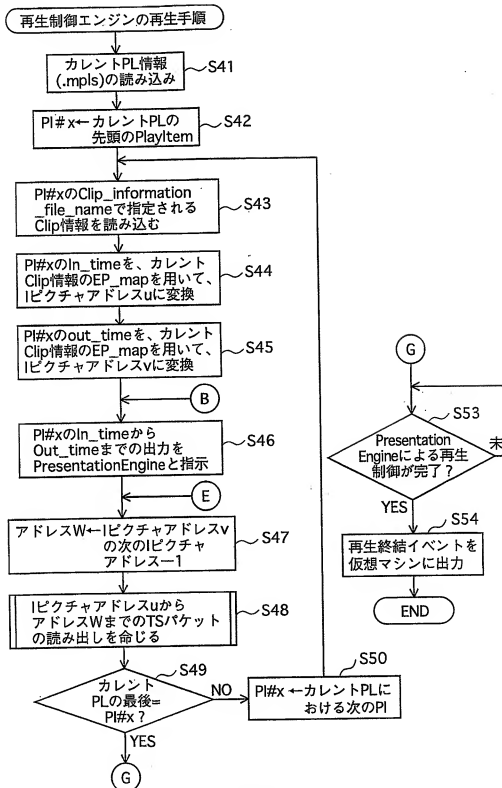 再生制御エンジンの再生手順
カレントPL情報
(.mpls)の読み込み
S41
PI#x←カレントPLの
先頭のPlayItem
S42
PI#xのClip_information
_file_nameで指定される
Clip情報を読み込む
S43
PI#xのIn_timeを、カレント
Clip情報のEP_mapを用いて、
Iピクチャアドレスuに変換
S44
PI#xのout_timeを、カレント
Clip情報のEP_mapを用いて、
Iピクチャアドレスvに変換
S45
B
PI#xのIn_timeから
Out_timeまでの出力を
PresentationEngineと指示
S46
E
アドレスW←Iピクチャアドレスv
の次のIピクチャ
アドレスー1
S47
Iピクチャアドレスuから
アドレスWまでのTSパケット
の読み出しを命じる
S48
カレント
PLの最後=
PI#x?
S49
NO
YES
G
PI#x←カレントPLに
おける次のPI
S50
G
Presentation
Engineによる再生
制御が完了?
S53
未
YES
再生終結イベントを
仮想マシンに出力
S54
END